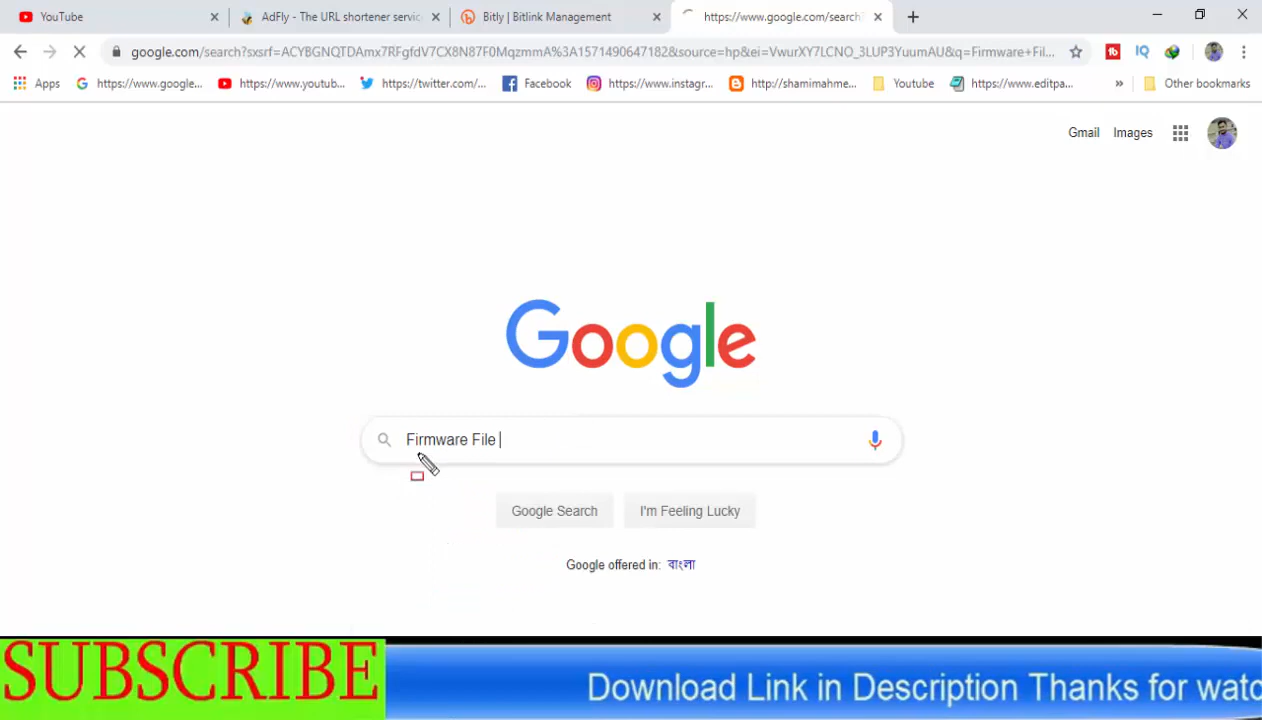 YouTube
AdFly - The URL shortener servic
Bitly | Bitlink Management
https://www.google.com/search?
google.com/search?sxsrf=ACYBGNQTDAmx7RFgfdV7CX8N87F0MqzmmA%3A1571490647182&source=hp&ei=VwurXY7LCNO_3LUP3YuumAU&q=Firmware+Fil...
Apps
https://www.google...
https://www.youtub...
https://twitter.com/...
Facebook
https://www.instagr...
http://shamimahme...
Youtube
https://www.editpa...
»
Other bookmarks
Gmail
Images
Google
Firmware File
Google Search
I'm Feeling Lucky
Google offered in: বাংলা
SUBSCRIBE
Download Link in Description Thanks for watc